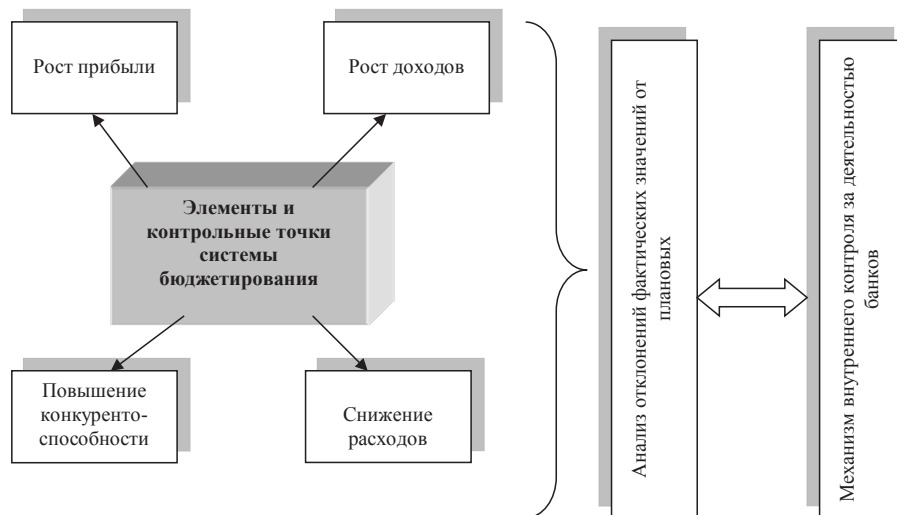 Рост прибыли
Рост доходов
Элементы и
контрольные точки
системы
бюджетирования
Повышение
конкуренто-
способности
Снижение
расходов
Анализ отклонений фактических значений от
плановых
Механизм внутреннего контроля за деятельностью
банков